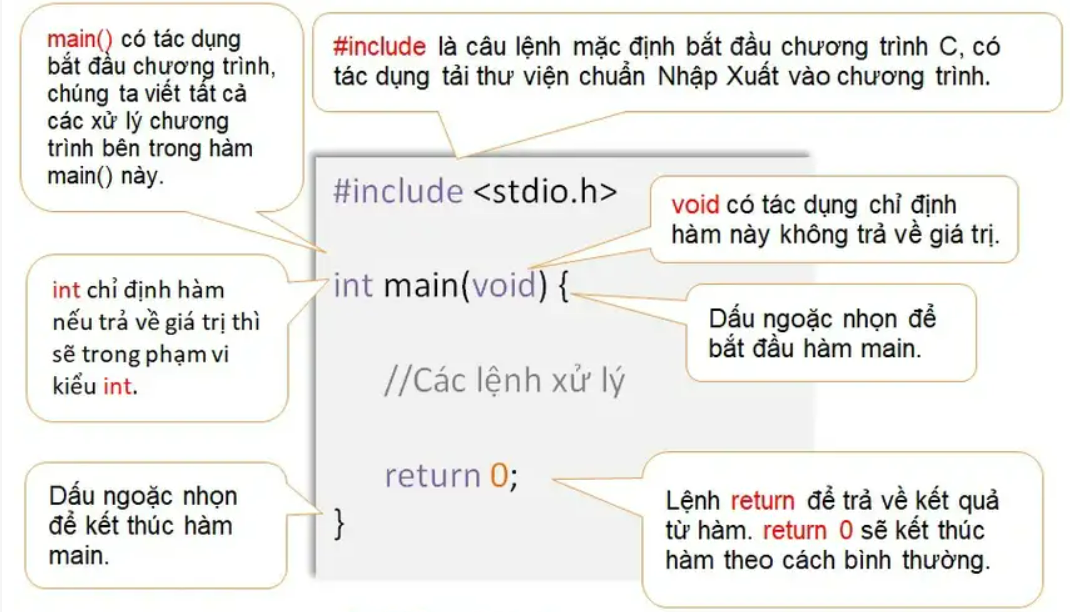 main() có tác dụng
bắt đầu chương trình,
chúng ta viết tất cả
các xử lý chương
trình bên trong hàm
main() này.
#include là câu lệnh mặc định bắt đầu chương trình C, có
tác dụng tải thư viện chuẩn Nhập Xuất vào chương trình.
#include <stdio.h>
void có tác dụng chỉ định
hàm này không trả về giá trị.
int chỉ định hàm
nếu trả về giá trị thì
sẽ trong phạm vi
kiểu int.
int main(void) {
Dấu ngoặc nhọn để
bắt đầu hàm main.
//Các lệnh xử lý
return 0;
Lệnh return để trả về kết quả
từ hàm. return 0 sẽ kết thúc
hàm theo cách bình thường.
Dấu ngoặc nhọn
để kết thúc hàm
main.
}